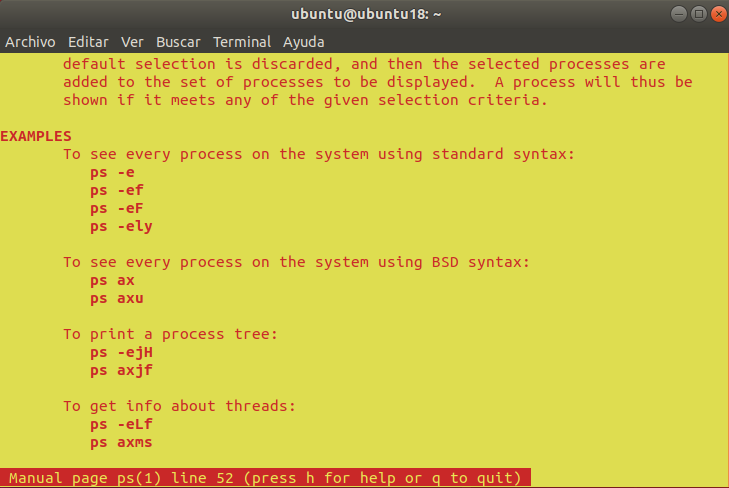 ubuntu@ubuntu18: ~
Archivo Editar Ver Buscar Terminal Ayuda
default selection is discarded, and then the selected processes are
added to the set of processes to be displayed.  A process will thus be
shown if it meets any of the given selection criteria.
EXAMPLES
To see every process on the system using standard syntax:
ps -e
ps -ef
ps -eF
ps -ely
To see every process on the system using BSD syntax:
ps ax
ps axu
To print a process tree:
ps -ejH
ps axjf
To get info about threads:
ps -eLf
ps axms
Manual page ps(1) line 52 (press h for help or q to quit)